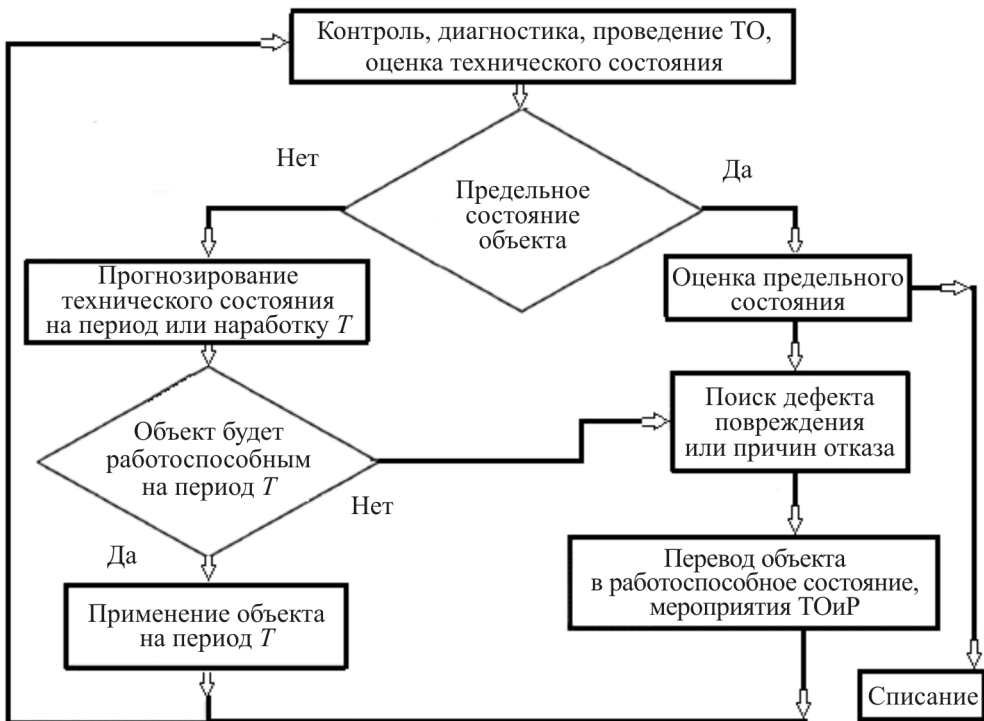 Контроль, диагностика, проведение ТО,
оценка технического состояния
Нет
Да
Предельное
состояние
объекта
Прогнозирование
технического состояния
на период или наработку T
Оценка предельного
состояния
Объект будет
работоспособным
на период T
Поиск дефекта
повреждения
или причин отказа
Нет
Да
Применение объекта
на период T
Перевод объекта
в работоспособное состояние,
мероприятия ТОиР
Списание